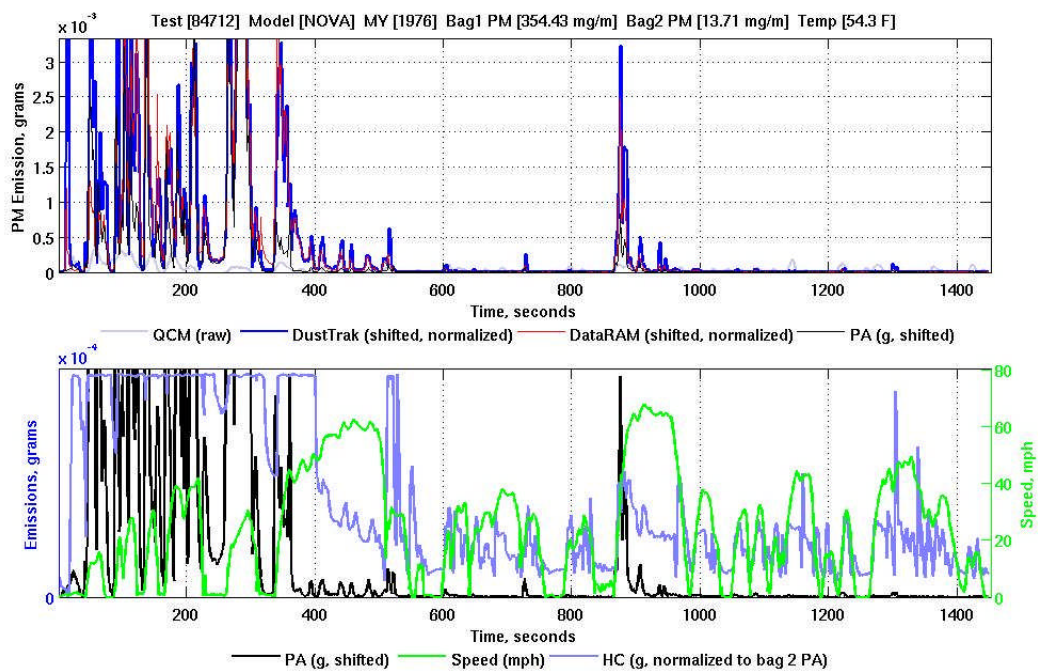 Test [84712] Model [NOVA] MY [1976] Bag1 PM [354.43 mg/m] Bag2 PM [13.71 mg/m] Temp [54.3 F]
x 10⁻³
3
2.5
2
1.5
1
0.5
0
PM Emission, grams
200 400 600 800 1000 1200 1400
Time, seconds
QCM (raw) DustTrak (shifted, normalized) DataRAM (shifted, normalized) PA (g, shifted)
x 10⁻⁴
80
60
40
20
0
0
Emissions, grams
Speed, mph
200 400 600 800 1000 1200 1400
Time, seconds
PA (g, shifted) Speed (mph) HC (g, normalized to bag 2 PA)